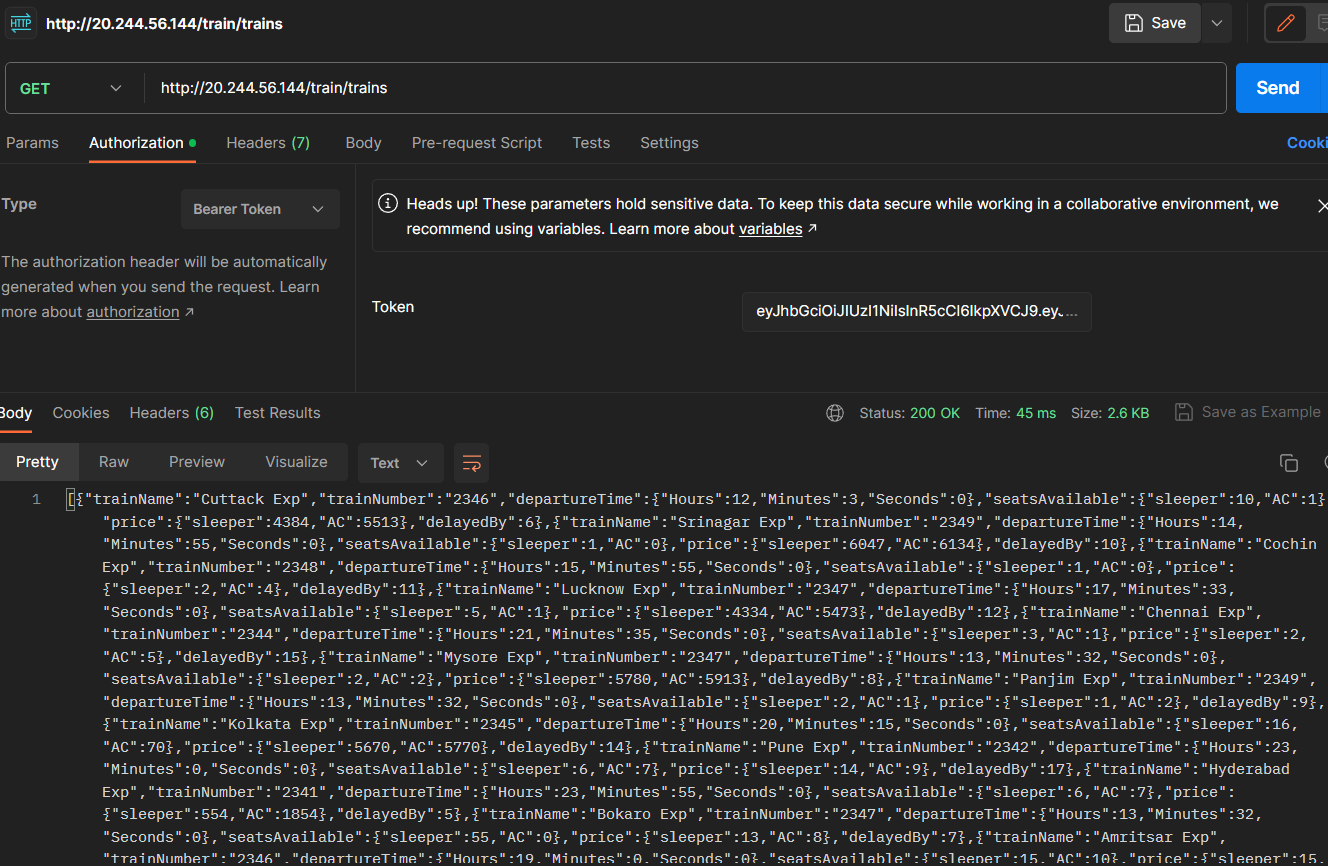 HTTP http://20.244.56.144/train/trains Save
GET http://20.244.56.144/train/trains Send
Params Authorization Headers (7) Body Pre-request Script Tests Settings Cooki
Type Bearer Token
The authorization header will be automatically
generated when you send the request. Learn
more about authorization ↗
Heads up! These parameters hold sensitive data. To keep this data secure while working in a collaborative environment, we
recommend using variables. Learn more about variables ↗
Token eyJhbGciOiJIUzI1NiIsInR5cCI6IkpXVCJ9.eyJ...
Body Cookies Headers (6) Test Results Status: 200 OK Time: 45 ms Size: 2.6 KB Save as Example
Pretty Raw Preview Visualize Text
1 [{"trainName":"Cuttack Exp","trainNumber":"2346","departureTime":{"Hours":12,"Minutes":3,"Seconds":0},"seatsAvailable":{"sleeper":10,"AC":1}
"price":{"sleeper":4384,"AC":5513},"delayedBy":6},{"trainName":"Srinagar Exp","trainNumber":"2349","departureTime":{"Hours":14,
"Minutes":55,"Seconds":0},"seatsAvailable":{"sleeper":1,"AC":0},"price":{"sleeper":6047,"AC":6134},"delayedBy":10},{"trainName":"Cochin
Exp","trainNumber":"2348","departureTime":{"Hours":15,"Minutes":55,"Seconds":0},"seatsAvailable":{"sleeper":1,"AC":0},"price":
{"sleeper":2,"AC":4},"delayedBy":11},{"trainName":"Lucknow Exp","trainNumber":"2347","departureTime":{"Hours":17,"Minutes":33,
"Seconds":0},"seatsAvailable":{"sleeper":5,"AC":1},"price":{"sleeper":4334,"AC":5473},"delayedBy":12},{"trainName":"Chennai Exp",
"trainNumber":"2344","departureTime":{"Hours":21,"Minutes":35,"Seconds":0},"seatsAvailable":{"sleeper":3,"AC":1},"price":{"sleeper":2,
"AC":5},"delayedBy":15},{"trainName":"Mysore Exp","trainNumber":"2347","departureTime":{"Hours":13,"Minutes":32,"Seconds":0},
"seatsAvailable":{"sleeper":2,"AC":2},"price":{"sleeper":5780,"AC":5913},"delayedBy":8},{"trainName":"Panjim Exp","trainNumber":"2349",
"departureTime":{"Hours":13,"Minutes":32,"Seconds":0},"seatsAvailable":{"sleeper":2,"AC":1},"price":{"sleeper":1,"AC":2},"delayedBy":9},
{"trainName":"Kolkata Exp","trainNumber":"2345","departureTime":{"Hours":20,"Minutes":15,"Seconds":0},"seatsAvailable":{"sleeper":16,
"AC":70},"price":{"sleeper":5670,"AC":5770},"delayedBy":14},{"trainName":"Pune Exp","trainNumber":"2342","departureTime":{"Hours":23,
"Minutes":0,"Seconds":0},"seatsAvailable":{"sleeper":6,"AC":7},"price":{"sleeper":14,"AC":9},"delayedBy":17},{"trainName":"Hyderabad
Exp","trainNumber":"2341","departureTime":{"Hours":23,"Minutes":55,"Seconds":0},"seatsAvailable":{"sleeper":6,"AC":7},"price":
{"sleeper":554,"AC":1854},"delayedBy":5},{"trainName":"Bokaro Exp","trainNumber":"2347","departureTime":{"Hours":13,"Minutes":32,
"Seconds":0},"seatsAvailable":{"sleeper":55,"AC":0},"price":{"sleeper":13,"AC":8},"delayedBy":7},{"trainName":"Amritsar Exp",
"trainNumber":"2346","departureTime":{"Hours":19,"Minutes":0,"Seconds":0},"seatsAvailable":{"sleeper":15,"AC":10},"price":{"sleeper":15,